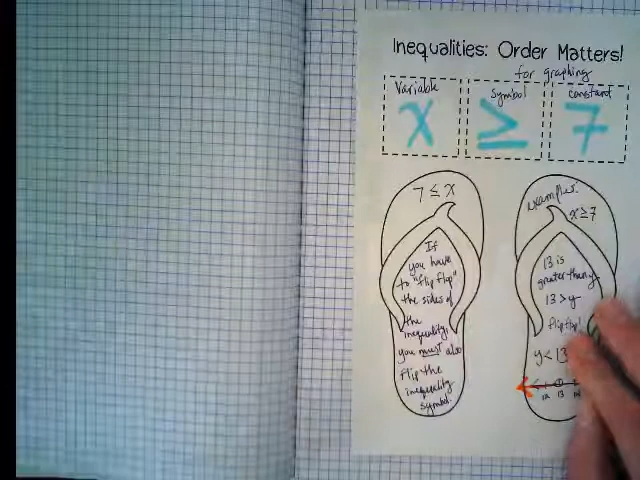 Inequalities: Order Matters!
for graphing
Variable
Symbol
constant
x
≥
7
7 ≤ x
If
you have
to "flip flop"
the sides of
the
inequality,
you must also
flip the
inequality
symbol.
examples:
x ≥ 7
13 is
greater than y
13 > y
flip flop!
y < 13
12 13